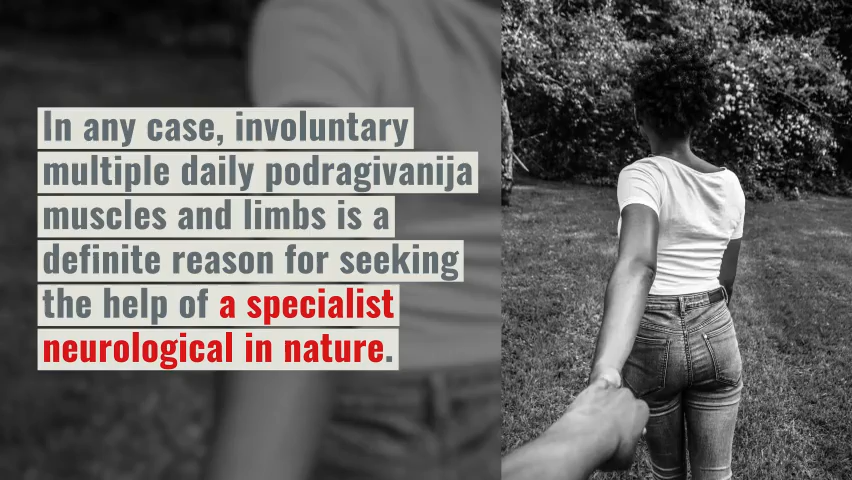 In any case, involuntary
multiple daily podragivanija
muscles and limbs is a
definite reason for seeking
the help of a specialist
neurological in nature.